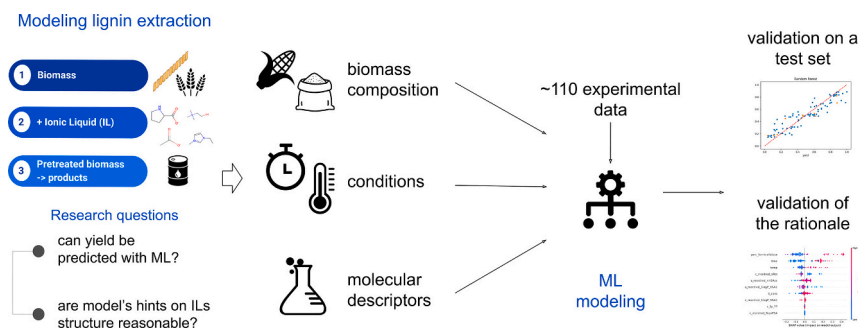 Modeling lignin extraction
1 Biomass
2 + Ionic Liquid (IL)
3 Pretreated biomass
-> products
Research questions
can yield be
predicted with ML?
are model's hints on ILs
structure reasonable?
biomass
composition
conditions
molecular
descriptors
~110 experimental
data
ML
modeling
validation on a
test set
validation of
the rationale